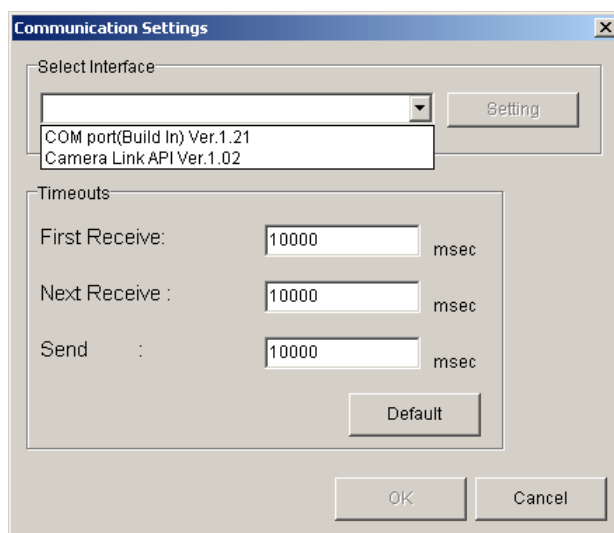 Communication Settings
Select Interface
Setting
COM port(Build In) Ver.1.21
Camera Link API Ver.1.02
Timeouts
First Receive: 10000 msec
Next Receive : 10000 msec
Send : 10000 msec
Default
OK Cancel